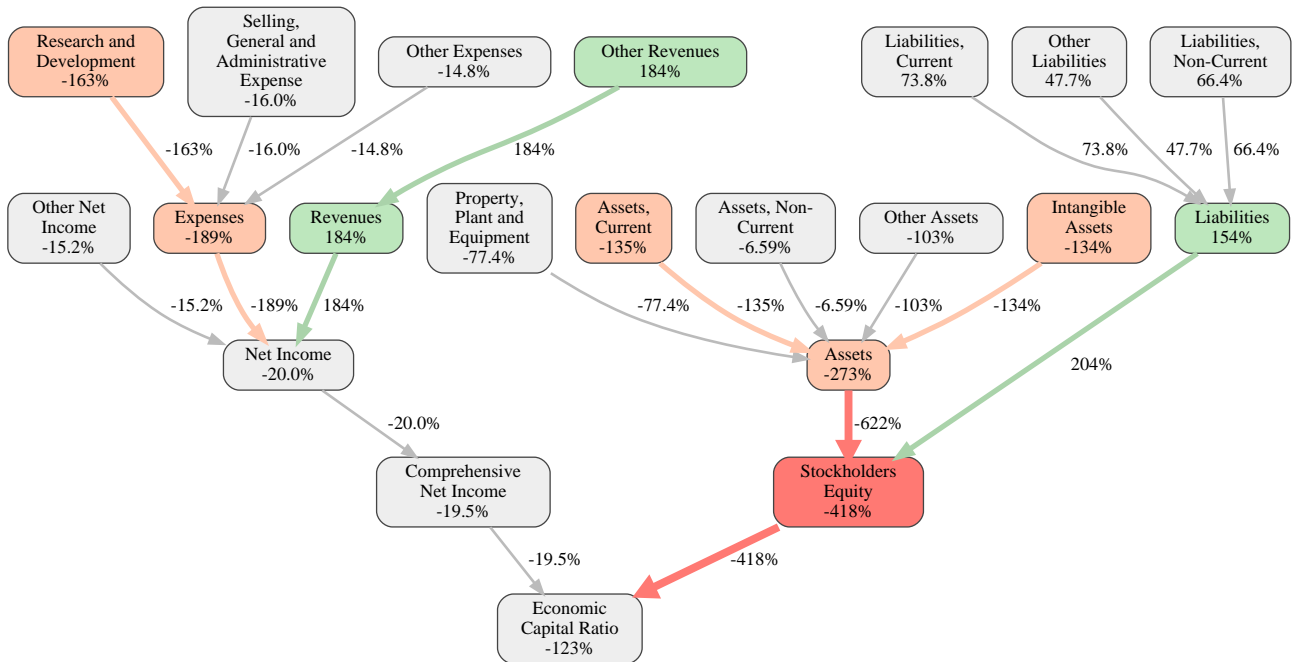 Research and
Development
-163%
Selling,
General and
Administrative
Expense
-16.0%
Other Expenses
-14.8%
Other Revenues
184%
Liabilities,
Current
73.8%
Other
Liabilities
47.7%
Liabilities,
Non-Current
66.4%
-163%
-16.0%
-14.8%
184%
73.8%
47.7%
66.4%
Other Net
Income
-15.2%
Expenses
-189%
Revenues
184%
Property,
Plant and
Equipment
-77.4%
Assets,
Current
-135%
Assets, Non-
Current
-6.59%
Other Assets
-103%
Intangible
Assets
-134%
Liabilities
154%
-15.2%
-189%
184%
-77.4%
-135%
-6.59%
-103%
-134%
Net Income
-20.0%
Assets
-273%
204%
-20.0%
-622%
Comprehensive
Net Income
-19.5%
Stockholders
Equity
-418%
-19.5%
-418%
Economic
Capital Ratio
-123%